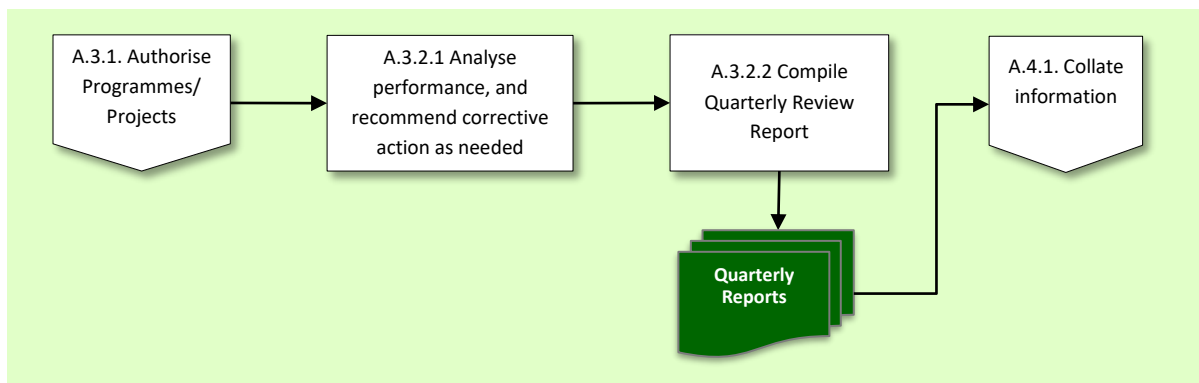 A.3.1. Authorise
Programmes/
Projects
A.3.2.1 Analyse
performance, and
recommend corrective
action as needed
A.3.2.2 Compile
Quarterly Review
Report
A.4.1. Collate
information
Quarterly
Reports